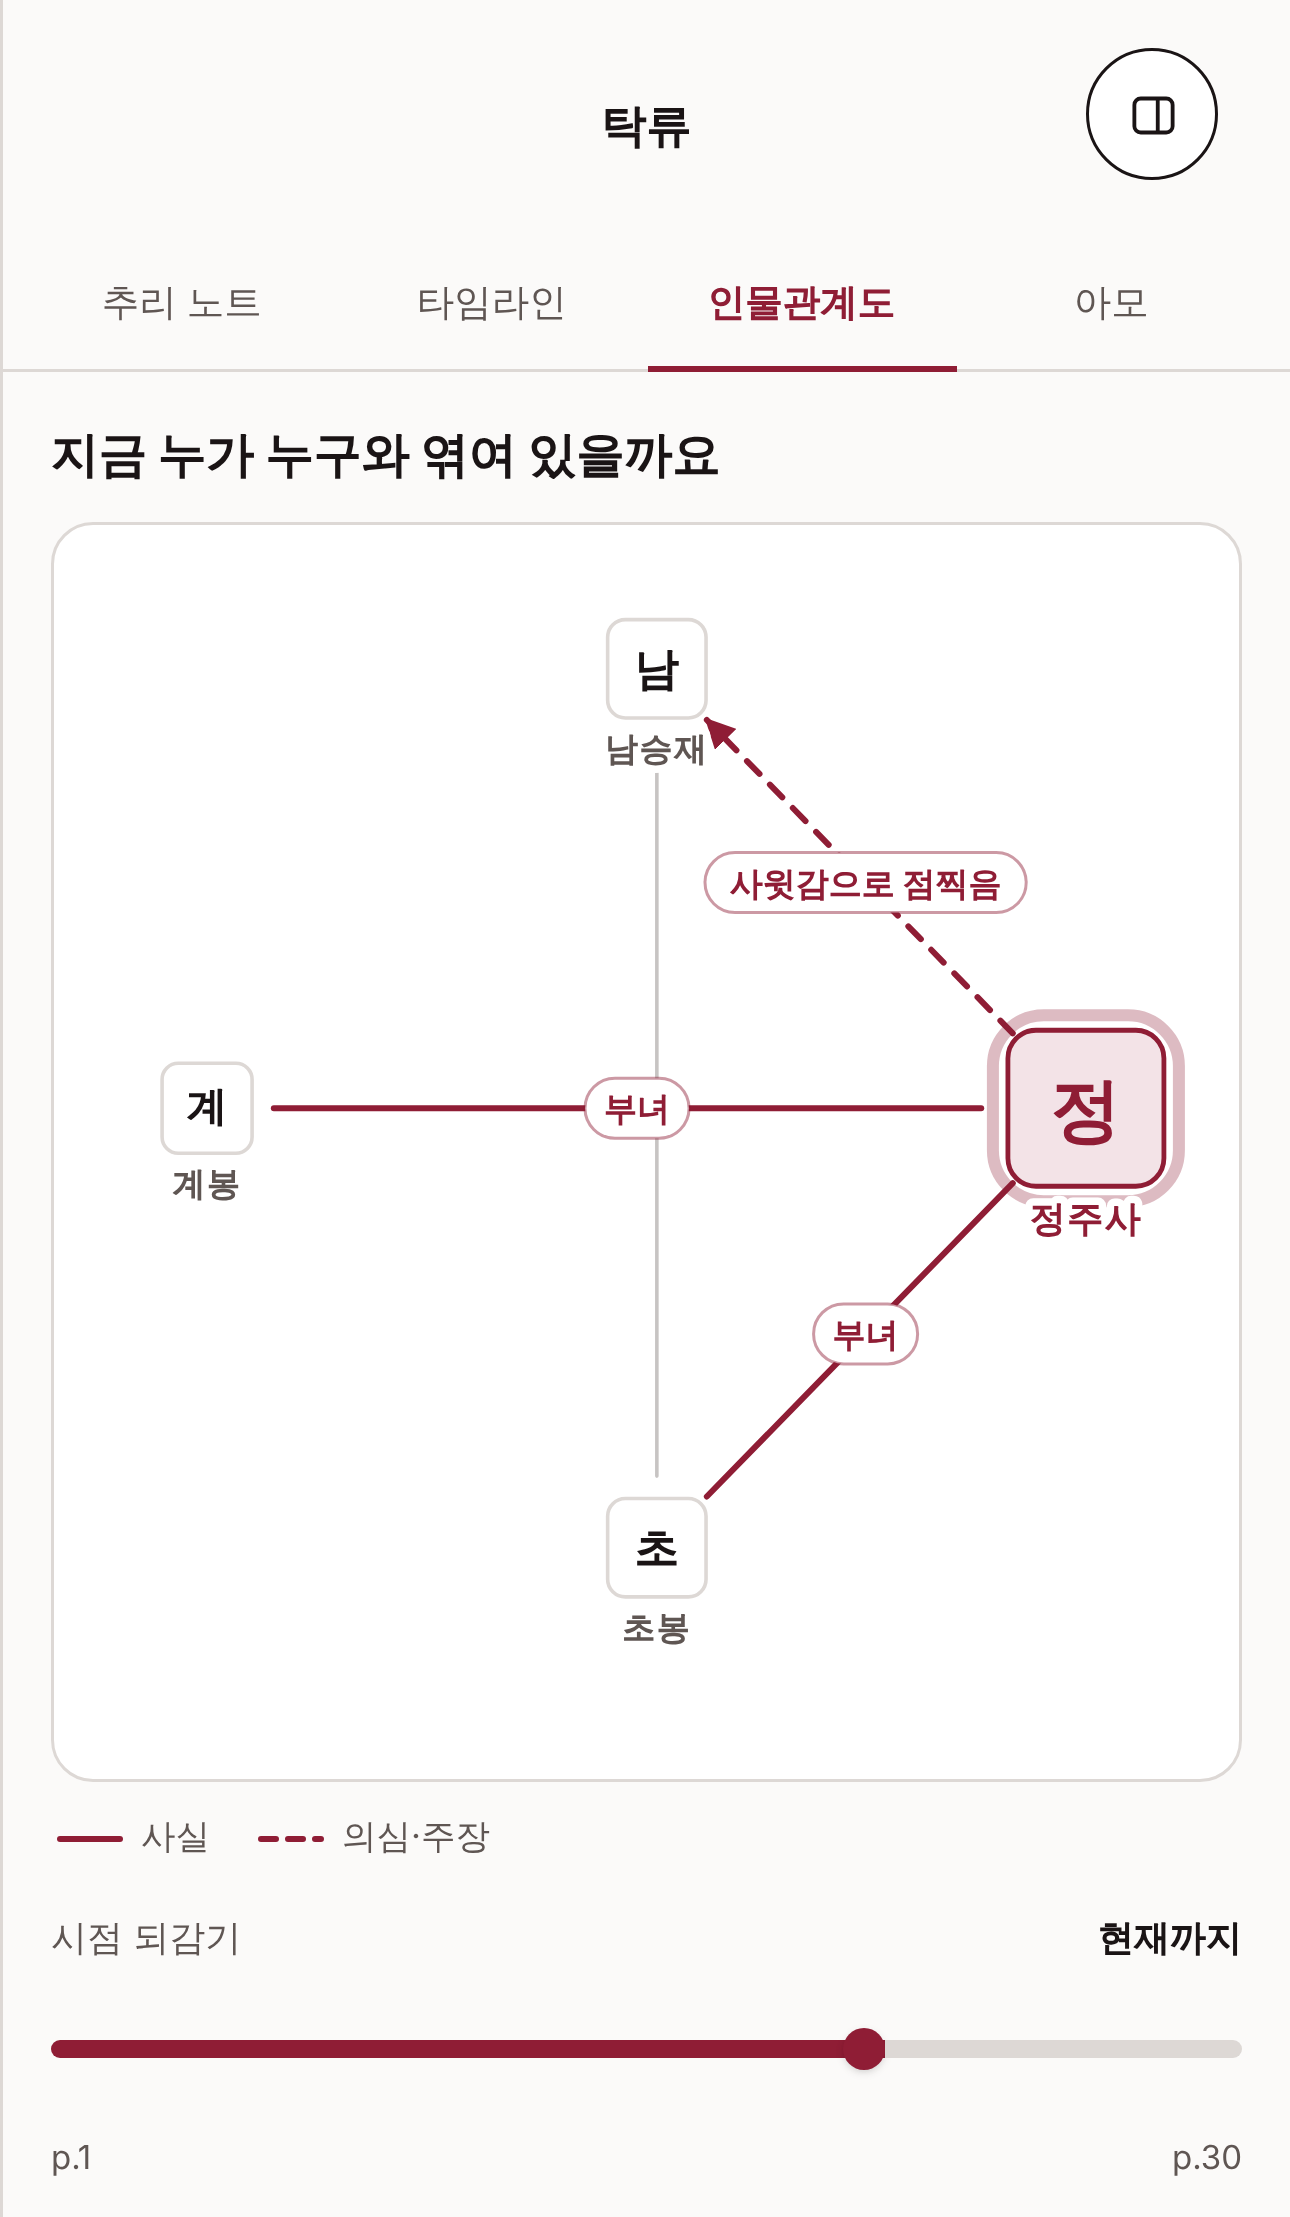 탁류
추리 노트
타임라인
인물관계도
아모
지금 누가 누구와 엮여 있을까요
남
남승재
사윗감으로 점찍음
계
계봉
부녀
정
정주사
부녀
초
초봉
사실
의심·주장
시점 되감기
현재까지
p.1
p.30